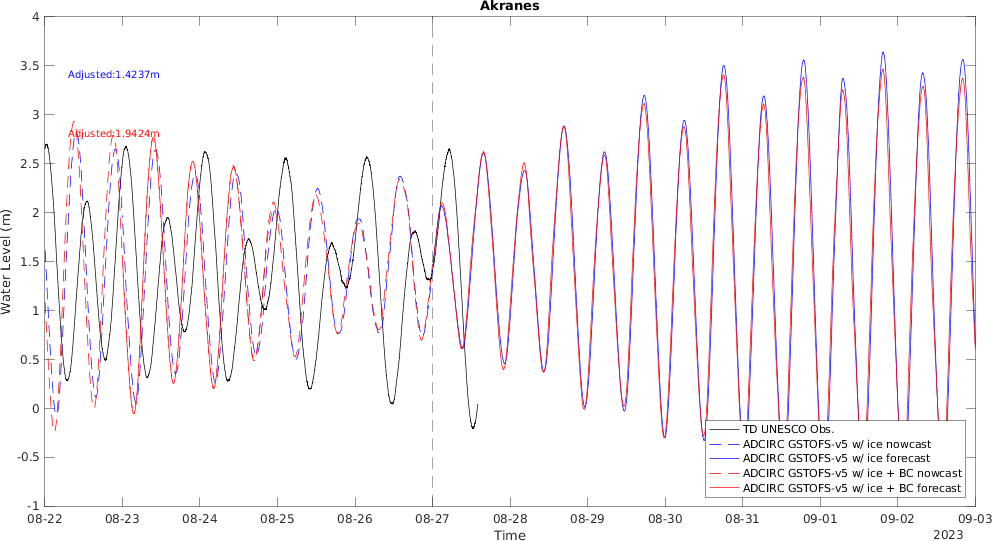 Akranes
4
3.5
3
2.5
2
1.5
1
0.5
0
-0.5
-1
Water Level (m)
Adjusted:1.4237m
Adjusted:1.9424m
TD UNESCO Obs.
ADCIRC GSTOFS-v5 w/ ice nowcast
ADCIRC GSTOFS-v5 w/ ice forecast
ADCIRC GSTOFS-v5 w/ ice + BC nowcast
ADCIRC GSTOFS-v5 w/ ice + BC forecast
08-22 08-23 08-24 08-25 08-26 08-27 08-28 08-29 08-30 08-31 09-01 09-02 09-03
Time
2023